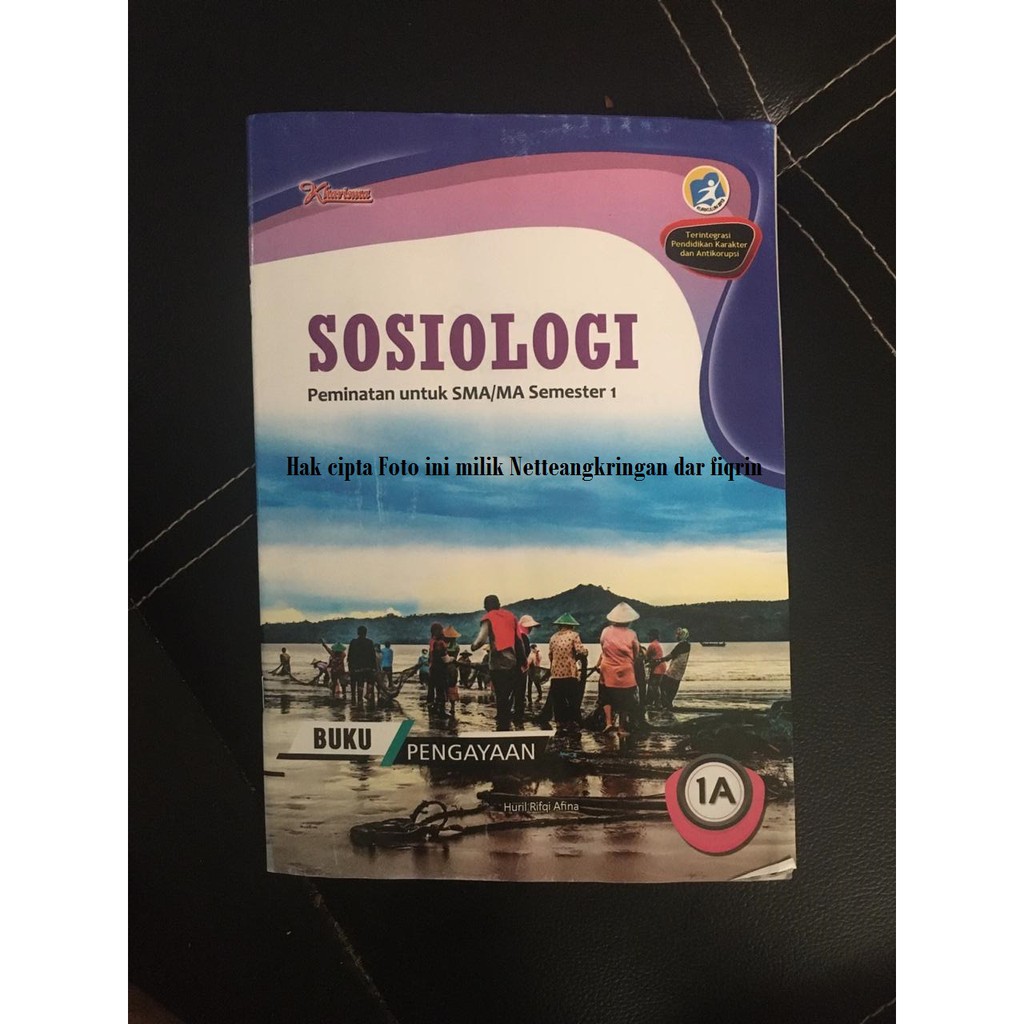 Kharisma
Terintegrasi
Pendidikan Karakter
dan Antikorupsi
SOSIOLOGI
Peminatan untuk SMA/MA Semester 1
Hak cipta Foto ini milik Netteangkringan dar fiqrin
BUKU
PENGAYAAN
1A
Huril Rifqi Afina